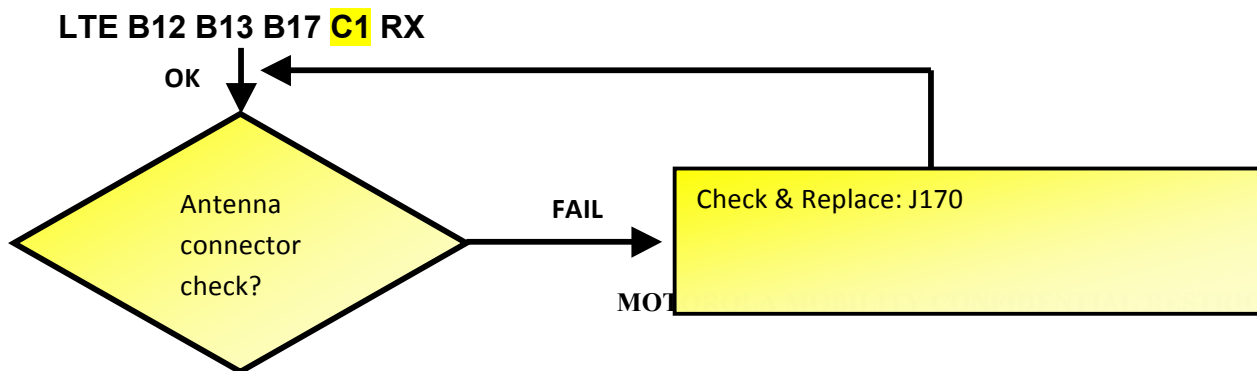 LTE B12 B13 B17 C1 RX
OK
Antenna
connector
check?
FAIL
Check & Replace: J170